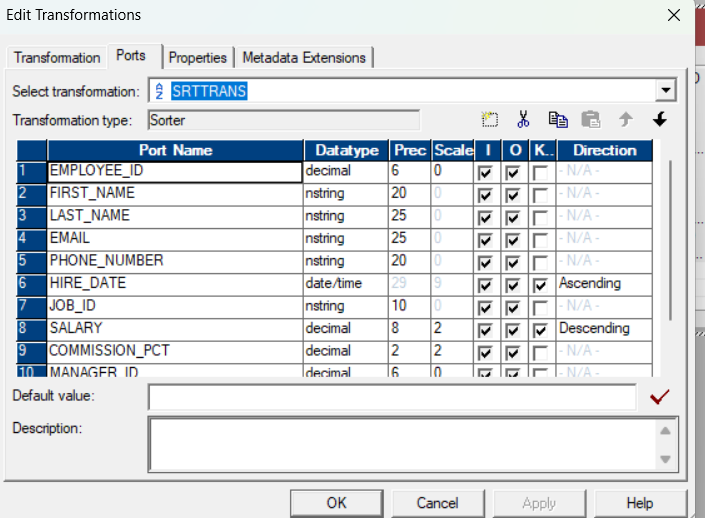 Edit Transformations
Transformation Ports Properties Metadata Extensions
Select transformation: SRTTRANS
Transformation type: Sorter
Port Name Datatype Prec Scale I O K.. Direction
1 EMPLOYEE_ID decimal 6 0 - N/A -
2 FIRST_NAME nstring 20 0 - N/A -
3 LAST_NAME nstring 25 0 - N/A -
4 EMAIL nstring 25 0 - N/A -
5 PHONE_NUMBER nstring 20 0 - N/A -
6 HIRE_DATE date/time 29 9 Ascending
7 JOB_ID nstring 10 0 - N/A -
8 SALARY decimal 8 2 Descending
9 COMMISSION_PCT decimal 2 2 - N/A -
10 MANAGER_ID decimal 6 0 - N/A -
Default value:
Description:
OK Cancel Apply Help